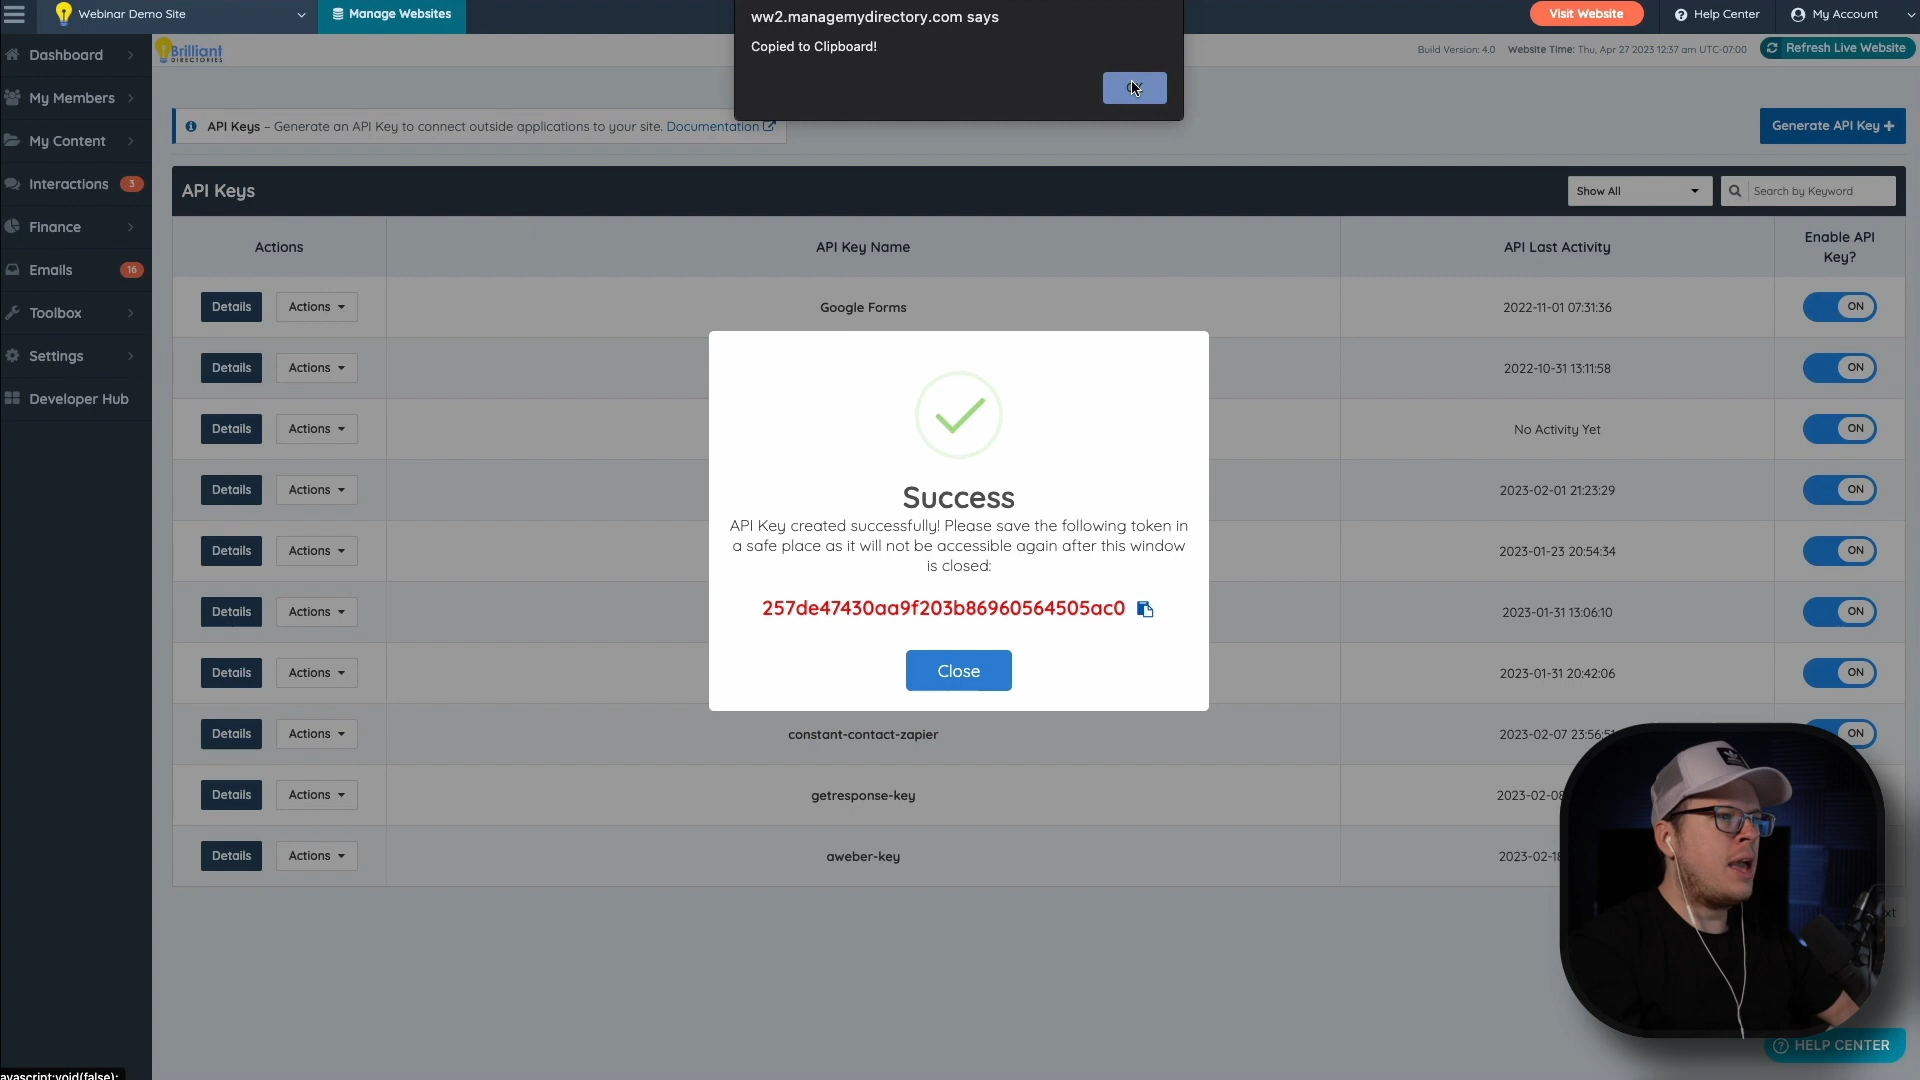 Webinar Demo Site
Manage Websites
ww2.managemydirectory.com says
Copied to Clipboard!
Visit Website
Help Center
My Account
Brilliant
DIRECTORIES
Build Version: 4.0 Website Time: Thu, Apr 27 2023 12:37 am UTC-07:00
Refresh Live Website
Dashboard
My Members
My Content
Interactions 3
Finance
Emails 16
Toolbox
Settings
Developer Hub
API Keys – Generate an API Key to connect outside applications to your site. Documentation
Generate API Key +
API Keys
Show All
Search by Keyword
Actions API Key Name API Last Activity Enable API
Key?
Details Actions Google Forms 2022-11-01 07:31:36 ON
Details Actions 2022-10-31 13:11:58 ON
Details Actions No Activity Yet ON
Details Actions 2023-02-01 21:23:29 ON
Details Actions 2023-01-23 20:54:34 ON
Details Actions 2023-01-31 13:06:10 ON
Details Actions 2023-01-31 20:42:06 ON
Details Actions constant-contact-zapier 2023-02-07 23:56:51 ON
Details Actions getresponse-key 2023-02-08
Details Actions aweber-key 2023-02-18
Success
API Key created successfully! Please save the following token in
a safe place as it will not be accessible again after this window
is closed:
257de47430aa9f203b86960564505ac0
Close
HELP CENTER
avascript:void(false);